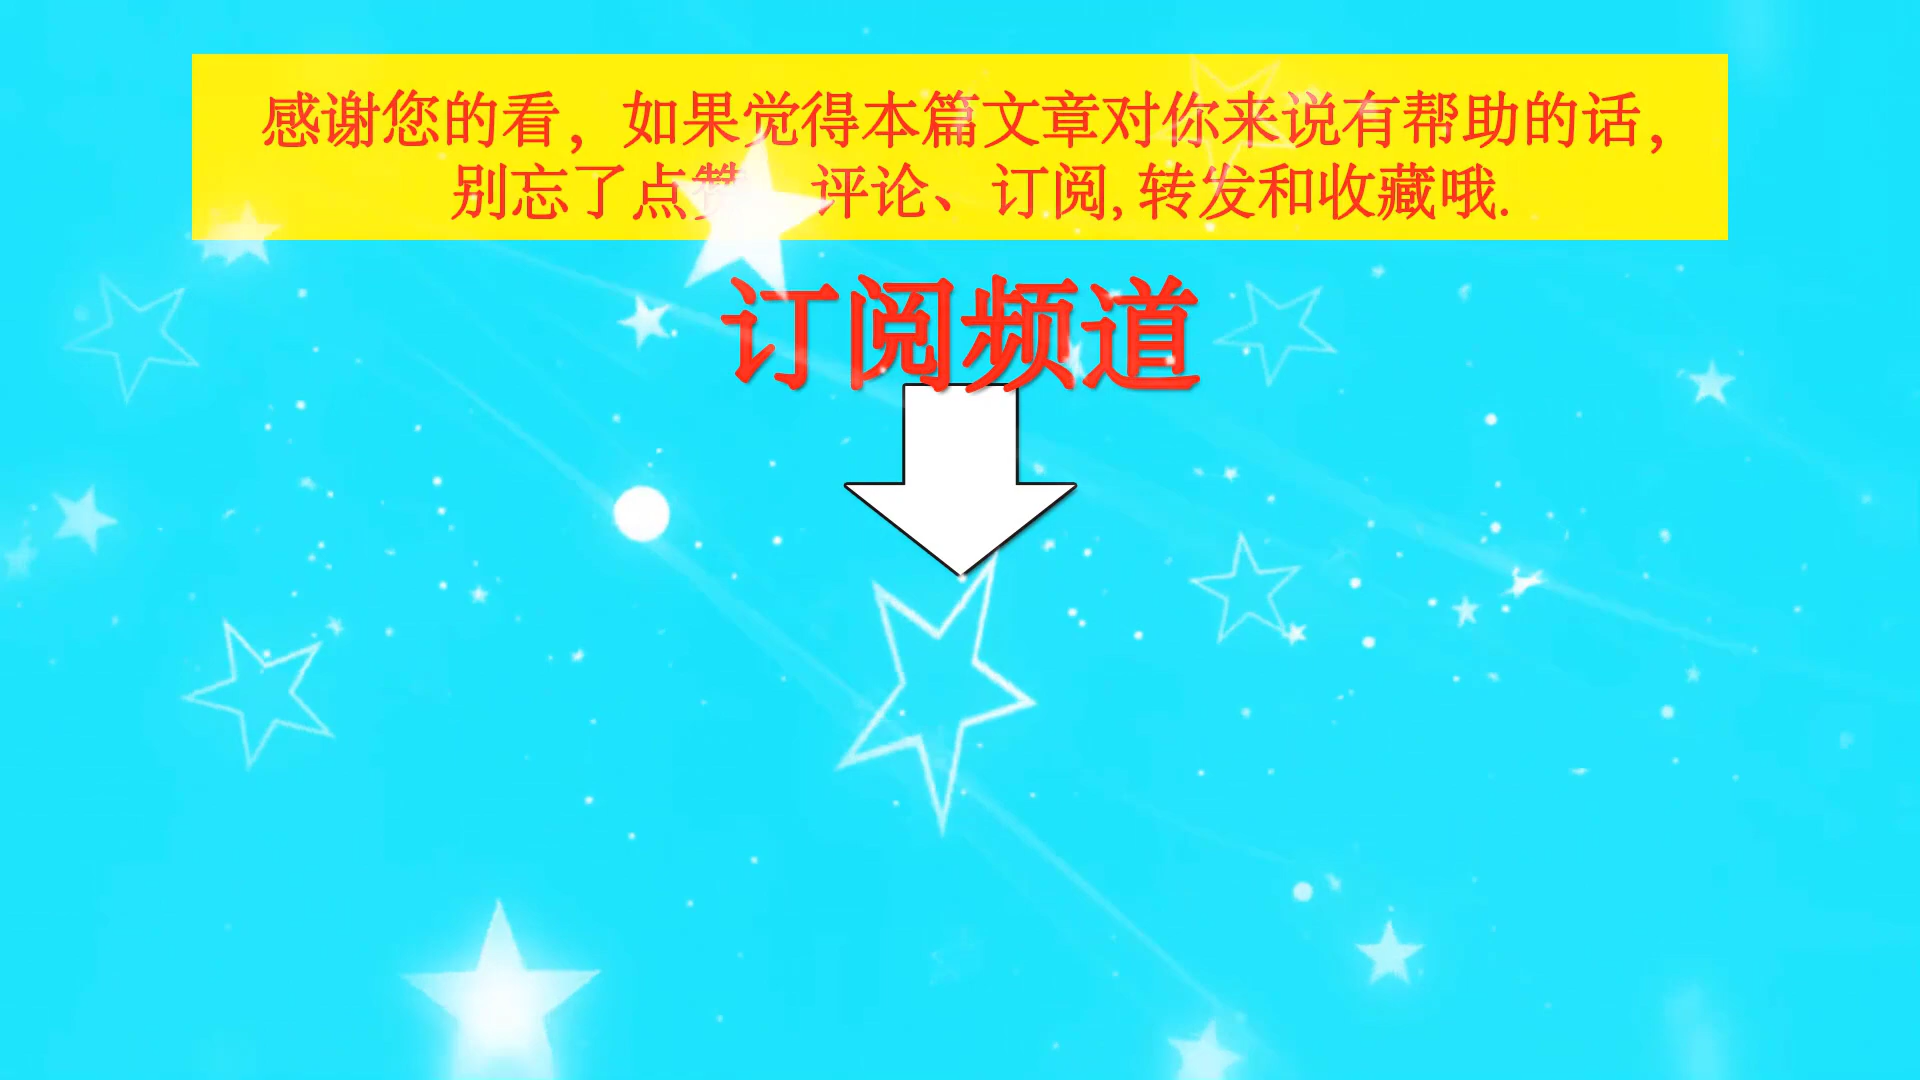 感谢您的看，如果觉得本篇文章对你来说有帮助的话，
别忘了点赞、评论、订阅,转发和收藏哦.
订阅频道